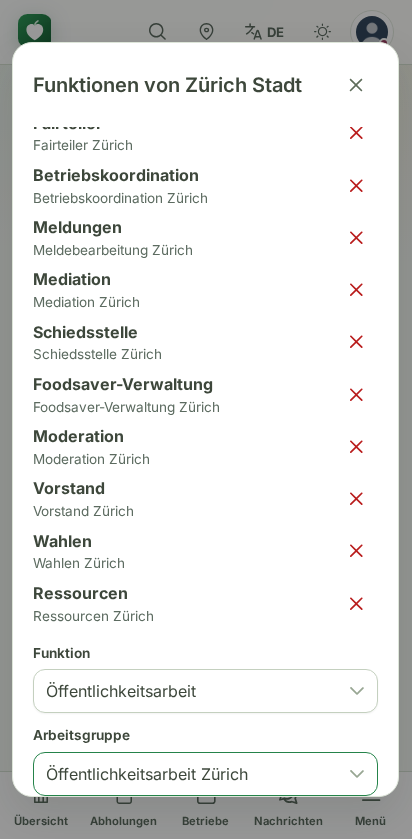 DE
Funktionen von Zürich Stadt
Fairteiler
Fairteiler Zürich
Betriebskoordination
Betriebskoordination Zürich
Meldungen
Meldebearbeitung Zürich
Mediation
Mediation Zürich
Schiedsstelle
Schiedsstelle Zürich
Foodsaver-Verwaltung
Foodsaver-Verwaltung Zürich
Moderation
Moderation Zürich
Vorstand
Vorstand Zürich
Wahlen
Wahlen Zürich
Ressourcen
Ressourcen Zürich
Funktion
Öffentlichkeitsarbeit
Arbeitsgruppe
Öffentlichkeitsarbeit Zürich
Übersicht Abholungen Betriebe Nachrichten Menü